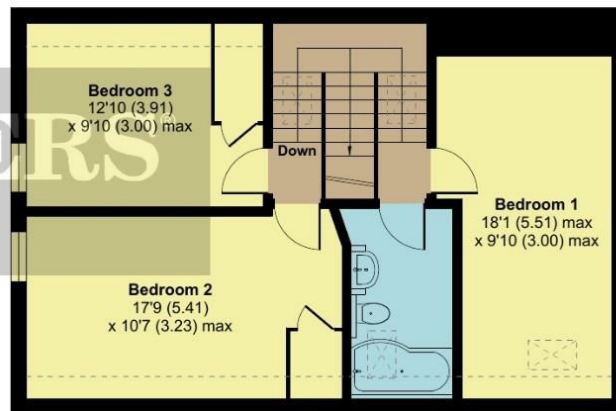 Bedroom 3
12'10 (3.91)
x 9'10 (3.00) max
ERS
Down
Bedroom 1
18'1 (5.51) max
x 9'10 (3.00) max
Bedroom 2
17'9 (5.41)
x 10'7 (3.23) max